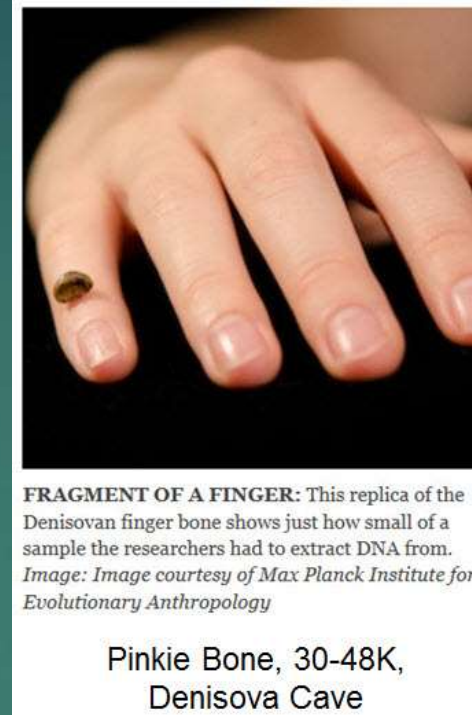 FRAGMENT OF A FINGER: This replica of the
Denisovan finger bone shows just how small of a
sample the researchers had to extract DNA from.
Image: Image courtesy of Max Planck Institute for
Evolutionary Anthropology
Pinkie Bone, 30-48K,
Denisova Cave